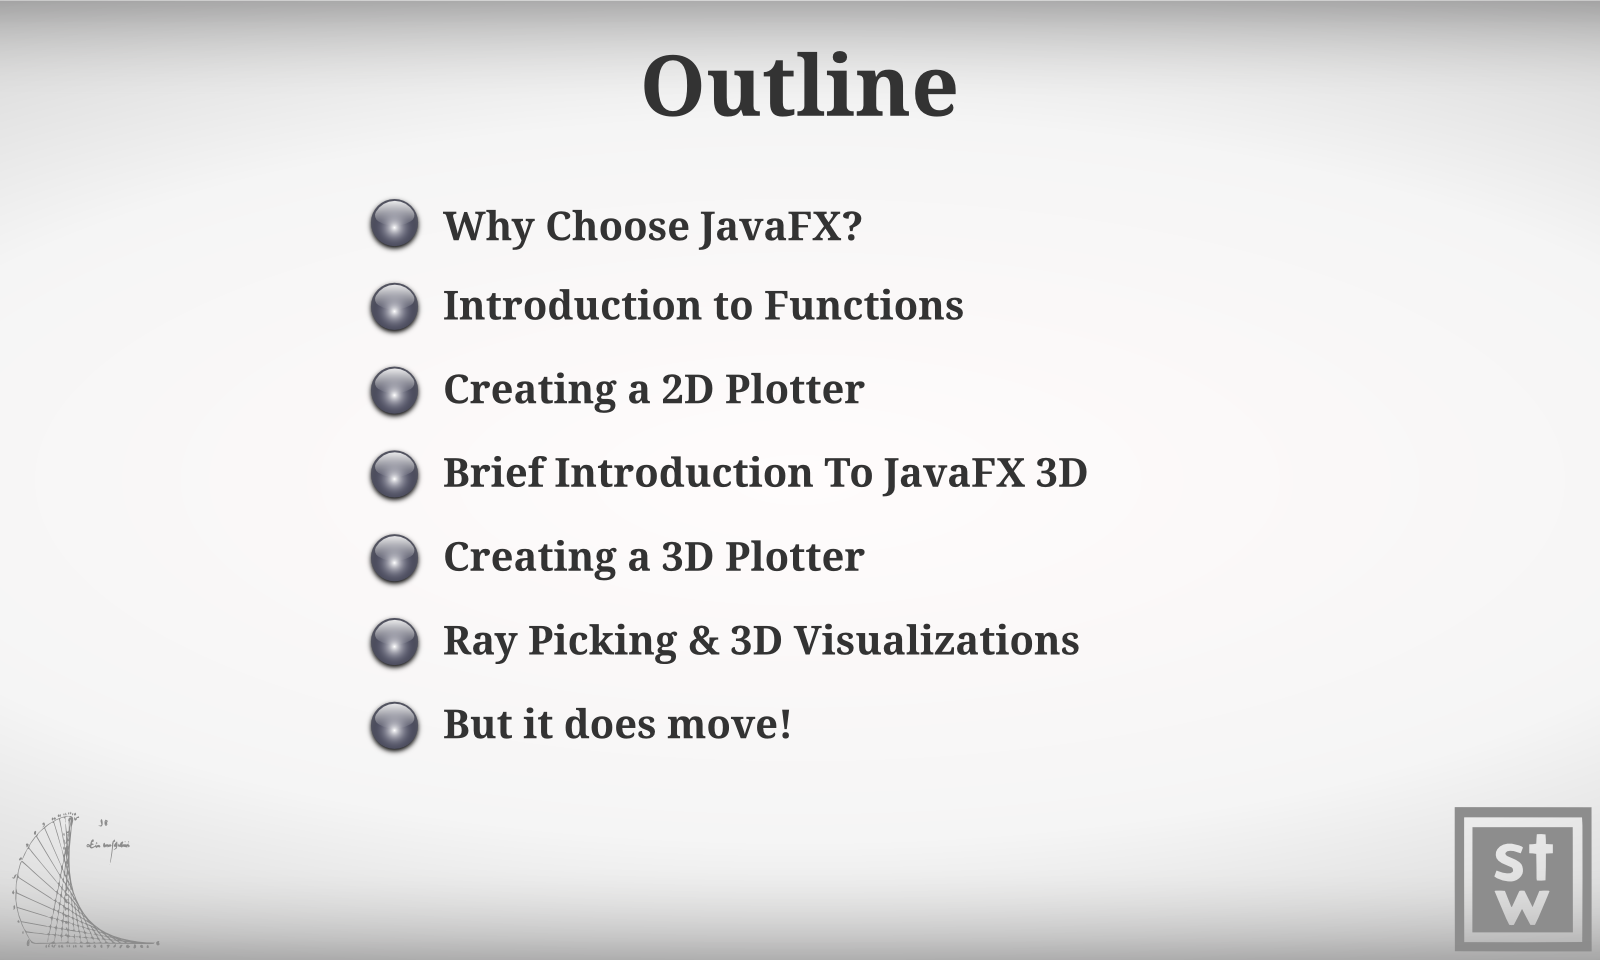 Outline
Why Choose JavaFX?
Introduction to Functions
Creating a 2D Plotter
Brief Introduction To JavaFX 3D
Creating a 3D Plotter
Ray Picking & 3D Visualizations
But it does move!
st
w